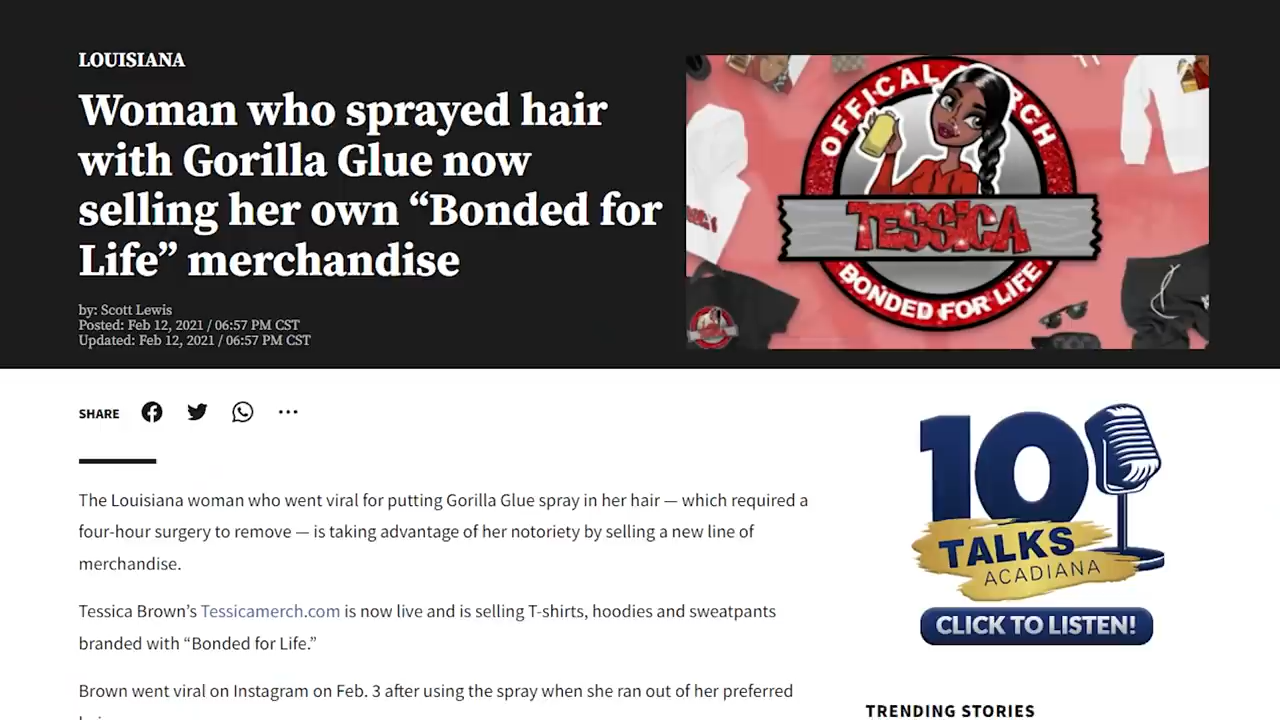 LOUISIANA
Woman who sprayed hair
with Gorilla Glue now
selling her own “Bonded for
Life” merchandise
by: Scott Lewis
Posted: Feb 12, 2021 / 06:57 PM CST
Updated: Feb 12, 2021 / 06:57 PM CST
OFFICAL
TESSICA
BONDED FOR LIFE
SHARE
The Louisiana woman who went viral for putting Gorilla Glue spray in her hair — which required a
four-hour surgery to remove — is taking advantage of her notoriety by selling a new line of
merchandise.
Tessica Brown’s Tessicamerch.com is now live and is selling T-shirts, hoodies and sweatpants
branded with “Bonded for Life.”
Brown went viral on Instagram on Feb. 3 after using the spray when she ran out of her preferred
10
TALKS
ACADIANA
CLICK TO LISTEN!
TRENDING STORIES